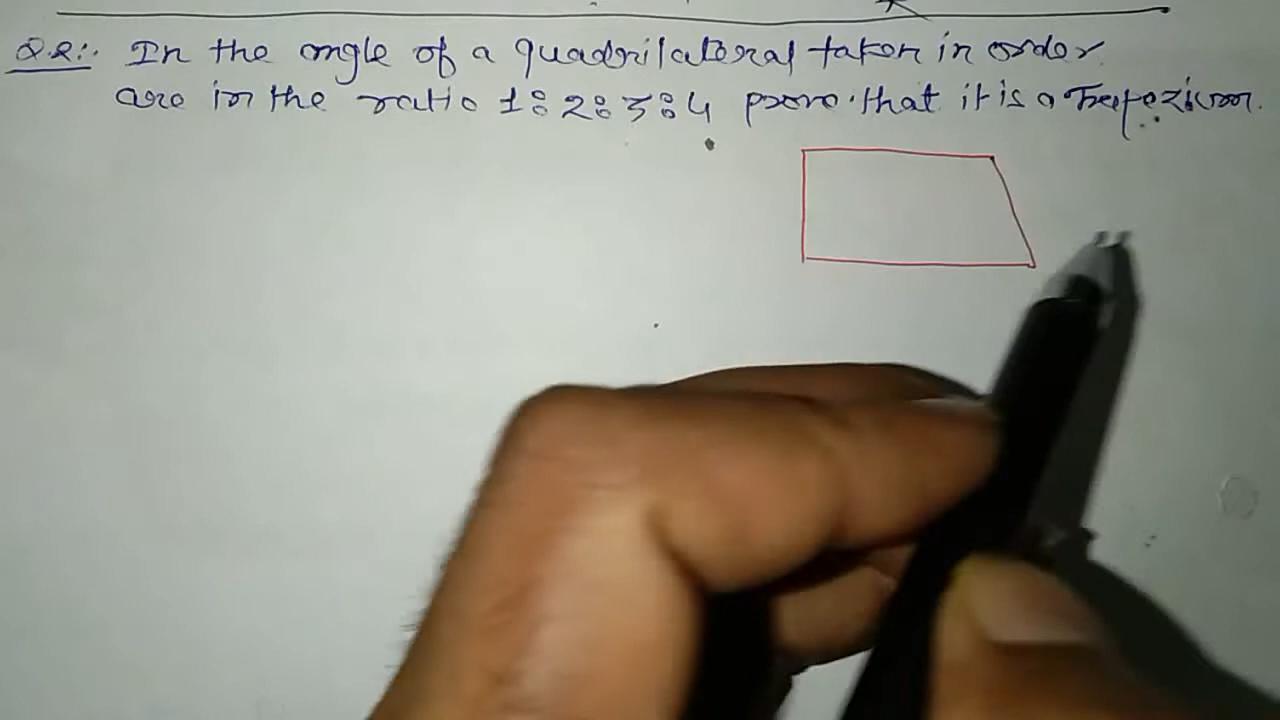 Q2:. In the angle of a quadrilateral taken in order
are in the ratio 1:2:3:4 prove that it is a Trapezium.